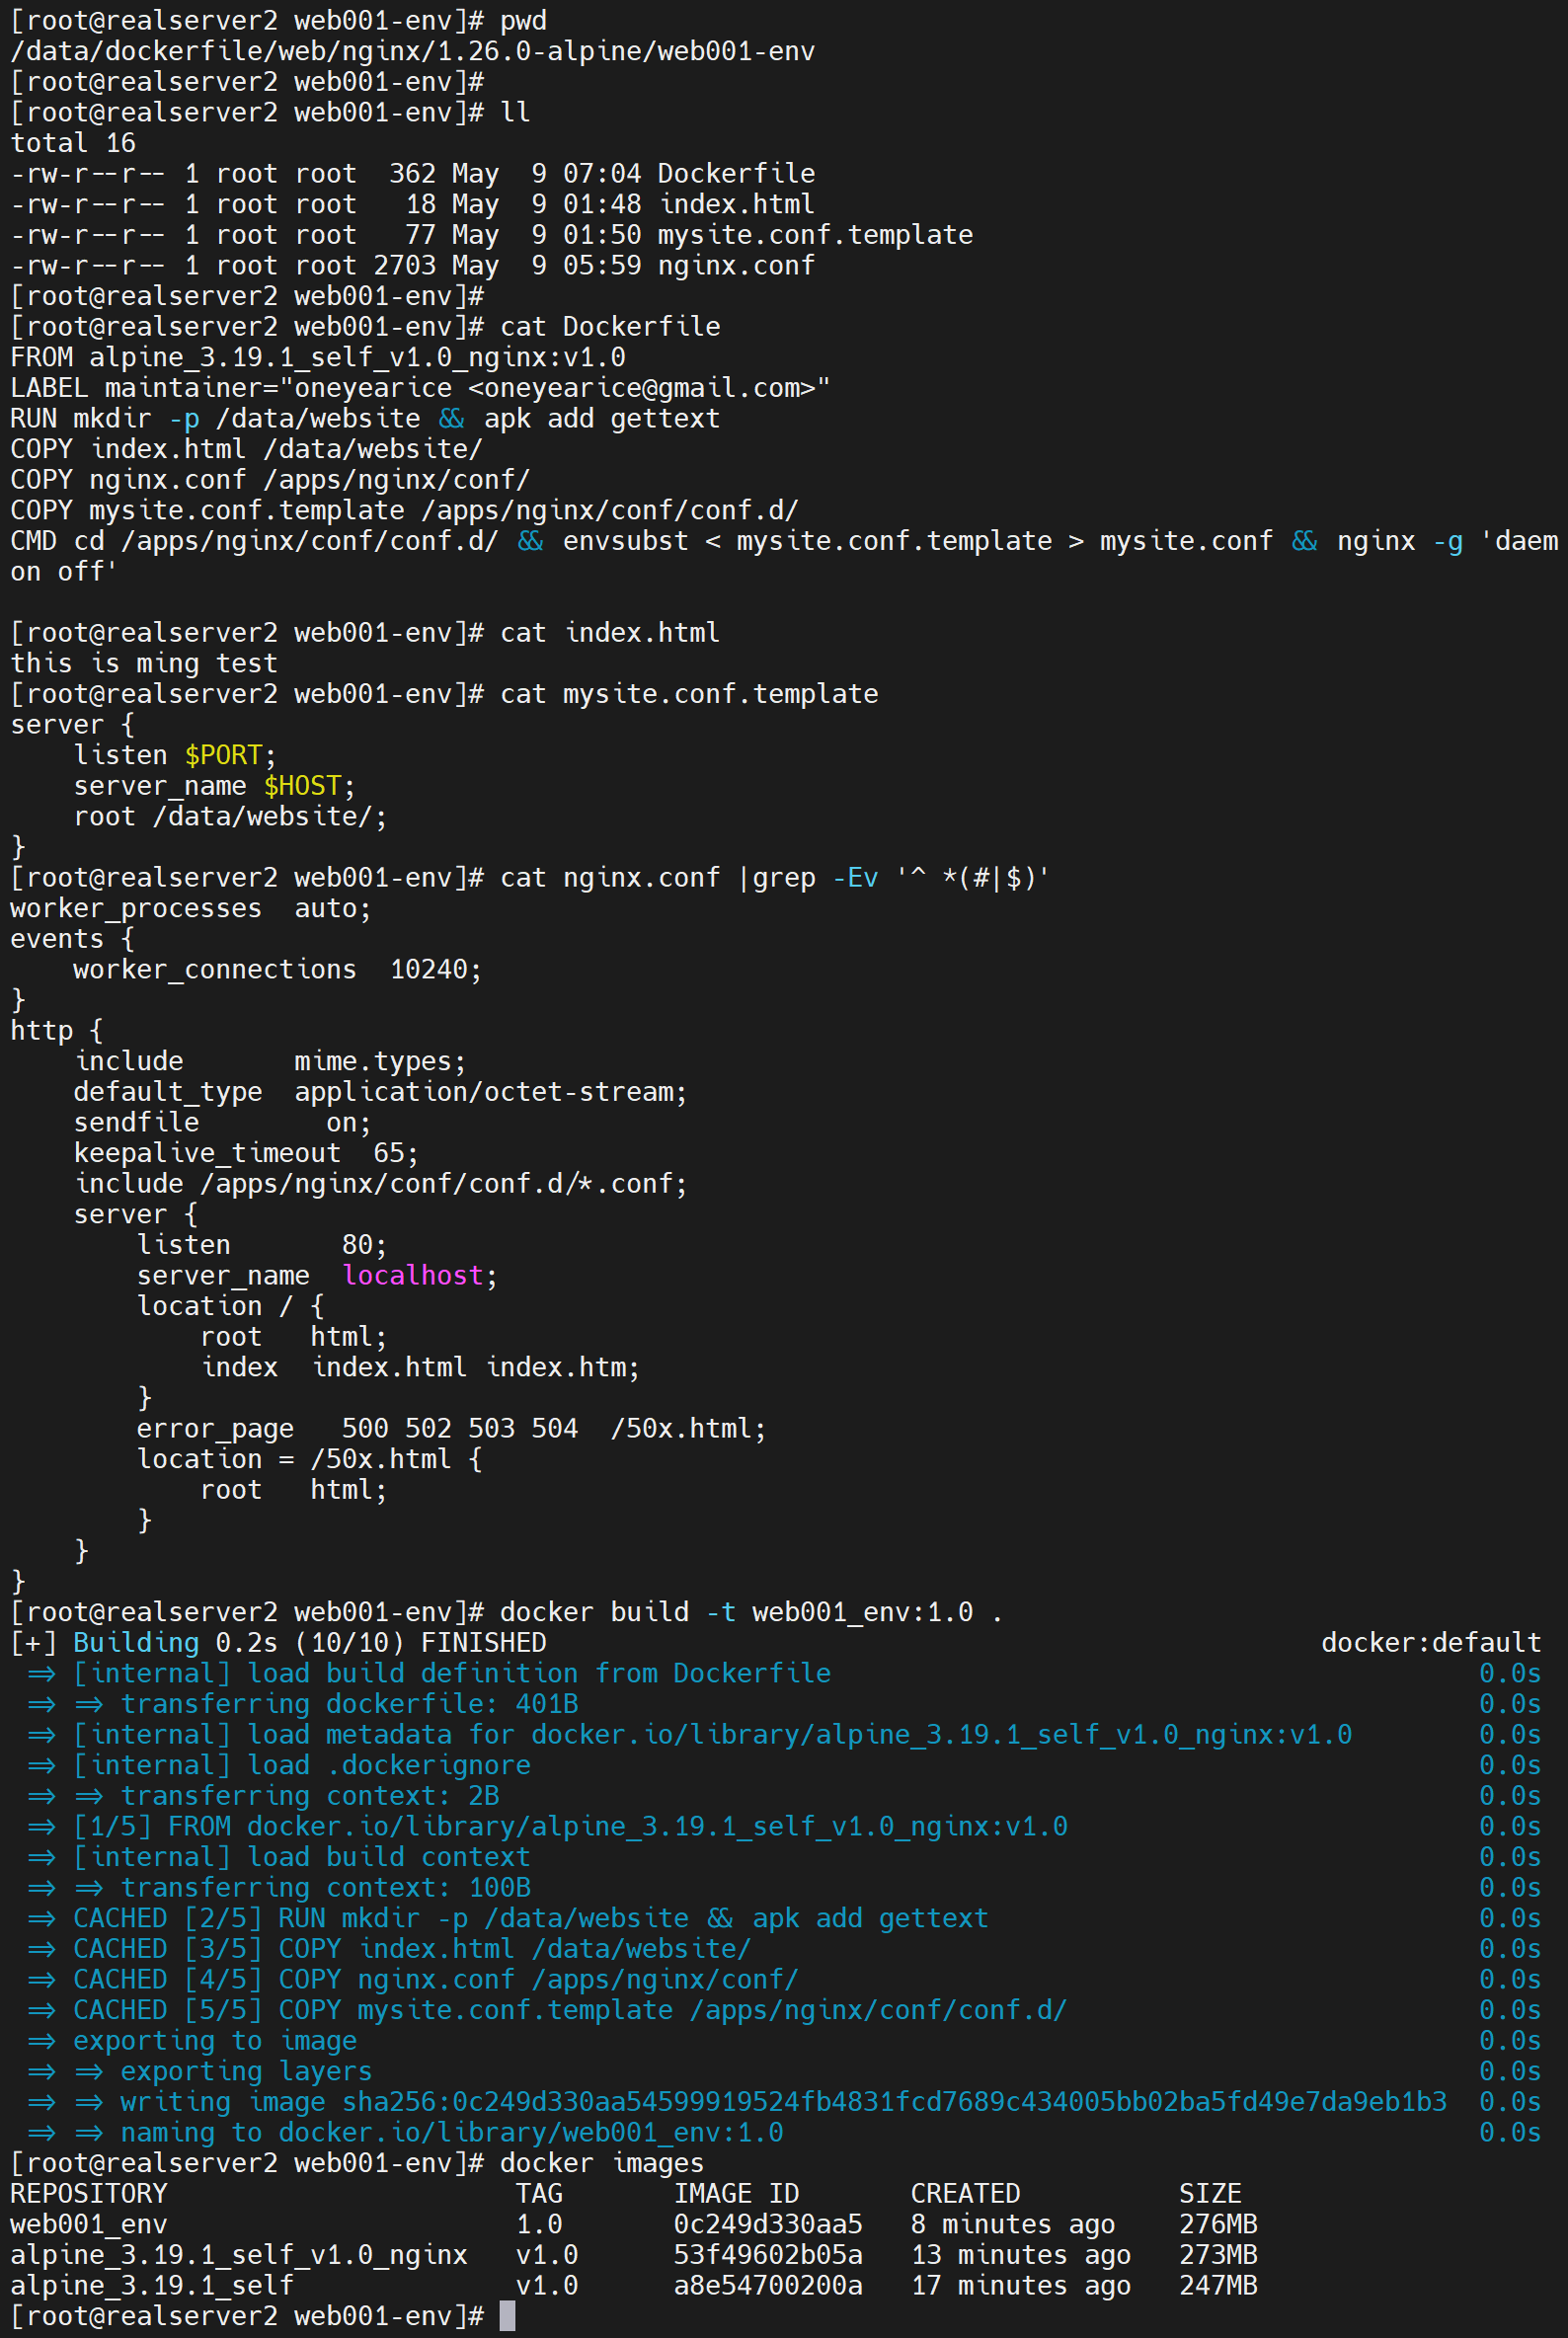 [root@realserver2 web001-env]# pwd
/data/dockerfile/web/nginx/1.26.0-alpine/web001-env
[root@realserver2 web001-env]#
[root@realserver2 web001-env]# ll
total 16
-rw-r--r-- 1 root root  362 May  9 07:04 Dockerfile
-rw-r--r-- 1 root root   18 May  9 01:48 index.html
-rw-r--r-- 1 root root   77 May  9 01:50 mysite.conf.template
-rw-r--r-- 1 root root 2703 May  9 05:59 nginx.conf
[root@realserver2 web001-env]#
[root@realserver2 web001-env]# cat Dockerfile
FROM alpine_3.19.1_self_v1.0_nginx:v1.0
LABEL maintainer="oneyearice <oneyearice@gmail.com>"
RUN mkdir -p /data/website && apk add gettext
COPY index.html /data/website/
COPY nginx.conf /apps/nginx/conf/
COPY mysite.conf.template /apps/nginx/conf/conf.d/
CMD cd /apps/nginx/conf/conf.d/ && envsubst < mysite.conf.template > mysite.conf && nginx -g 'daem
on off'

[root@realserver2 web001-env]# cat index.html
this is ming test
[root@realserver2 web001-env]# cat mysite.conf.template
server {
    listen $PORT;
    server_name $HOST;
    root /data/website/;
}
[root@realserver2 web001-env]# cat nginx.conf |grep -Ev '^ *(#|$)'
worker_processes  auto;
events {
    worker_connections  10240;
}
http {
    include       mime.types;
    default_type  application/octet-stream;
    sendfile        on;
    keepalive_timeout  65;
    include /apps/nginx/conf/conf.d/*.conf;
    server {
        listen       80;
        server_name  localhost;
        location / {
            root   html;
            index  index.html index.htm;
        }
        error_page   500 502 503 504  /50x.html;
        location = /50x.html {
            root   html;
        }
    }
}
[root@realserver2 web001-env]# docker build -t web001_env:1.0 .
[+] Building 0.2s (10/10) FINISHED                                                 docker:default
 => [internal] load build definition from Dockerfile                                         0.0s
 => => transferring dockerfile: 401B                                                         0.0s
 => [internal] load metadata for docker.io/library/alpine_3.19.1_self_v1.0_nginx:v1.0        0.0s
 => [internal] load .dockerignore                                                            0.0s
 => => transferring context: 2B                                                              0.0s
 => [1/5] FROM docker.io/library/alpine_3.19.1_self_v1.0_nginx:v1.0                          0.0s
 => [internal] load build context                                                            0.0s
 => => transferring context: 100B                                                            0.0s
 => CACHED [2/5] RUN mkdir -p /data/website && apk add gettext                               0.0s
 => CACHED [3/5] COPY index.html /data/website/                                              0.0s
 => CACHED [4/5] COPY nginx.conf /apps/nginx/conf/                                           0.0s
 => CACHED [5/5] COPY mysite.conf.template /apps/nginx/conf/conf.d/                          0.0s
 => exporting to image                                                                       0.0s
 => => exporting layers                                                                      0.0s
 => => writing image sha256:0c249d330aa54599919524fb4831fcd7689c434005bb02ba5fd49e7da9eb1b3  0.0s
 => => naming to docker.io/library/web001_env:1.0                                            0.0s
[root@realserver2 web001-env]# docker images
REPOSITORY                      TAG       IMAGE ID       CREATED          SIZE
web001_env                      1.0       0c249d330aa5   8 minutes ago    276MB
alpine_3.19.1_self_v1.0_nginx   v1.0      53f49602b05a   13 minutes ago   273MB
alpine_3.19.1_self              v1.0      a8e54700200a   17 minutes ago   247MB
[root@realserver2 web001-env]#